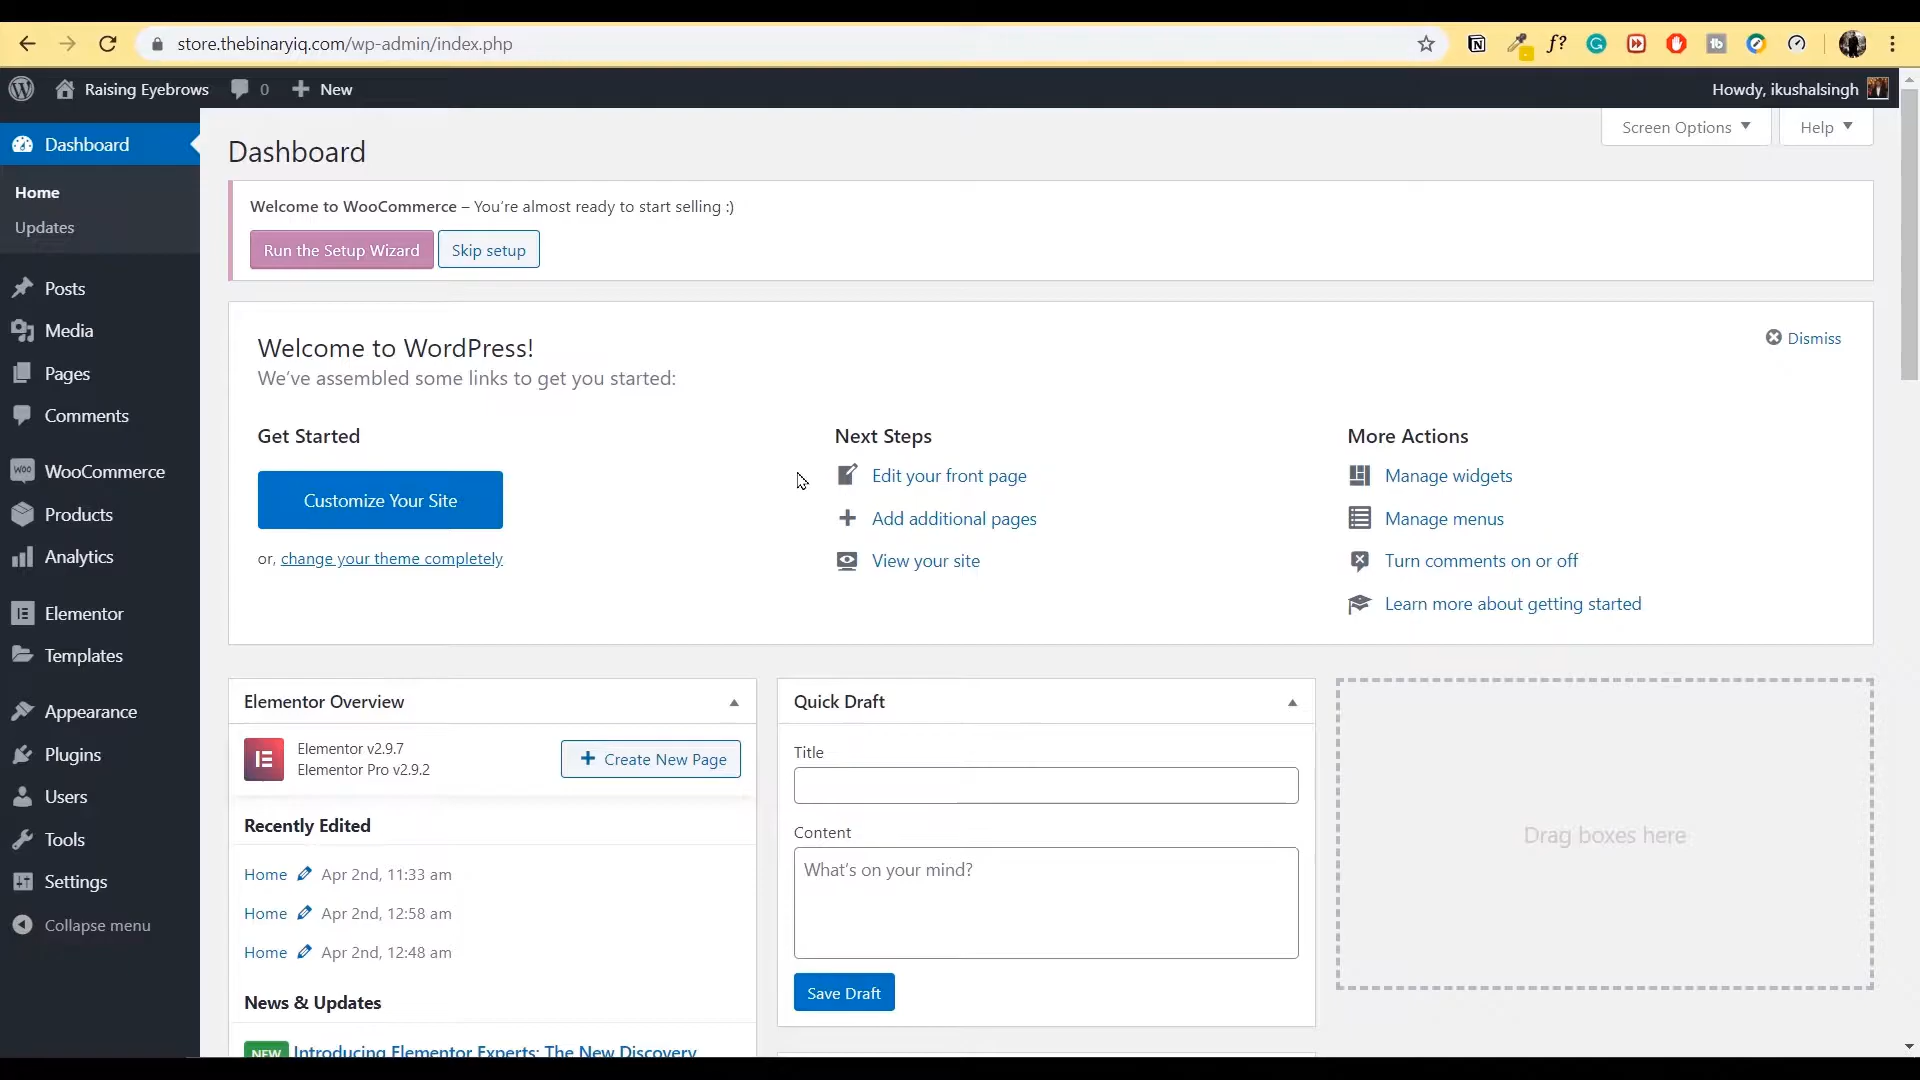 store.thebinaryiq.com/wp-admin/index.php
f?
Raising Eyebrows
0
New
Howdy, ikushalsingh
Screen Options
Help
Dashboard
Home
Updates
Posts
Media
Pages
Comments
WooCommerce
Products
Analytics
Elementor
Templates
Appearance
Plugins
Users
Tools
Settings
Collapse menu
Dashboard
Welcome to WooCommerce – You're almost ready to start selling :)
Run the Setup Wizard
Skip setup
Welcome to WordPress!
Dismiss
We've assembled some links to get you started:
Get Started
Customize Your Site
or, change your theme completely
Next Steps
Edit your front page
Add additional pages
View your site
More Actions
Manage widgets
Manage menus
Turn comments on or off
Learn more about getting started
Elementor Overview
Elementor v2.9.7
Elementor Pro v2.9.2
Create New Page
Recently Edited
Home Apr 2nd, 11:33 am
Home Apr 2nd, 12:58 am
Home Apr 2nd, 12:48 am
News & Updates
NEW Introducing Elementor Experts: The New Discovery
Quick Draft
Title
Content
What's on your mind?
Save Draft
Drag boxes here